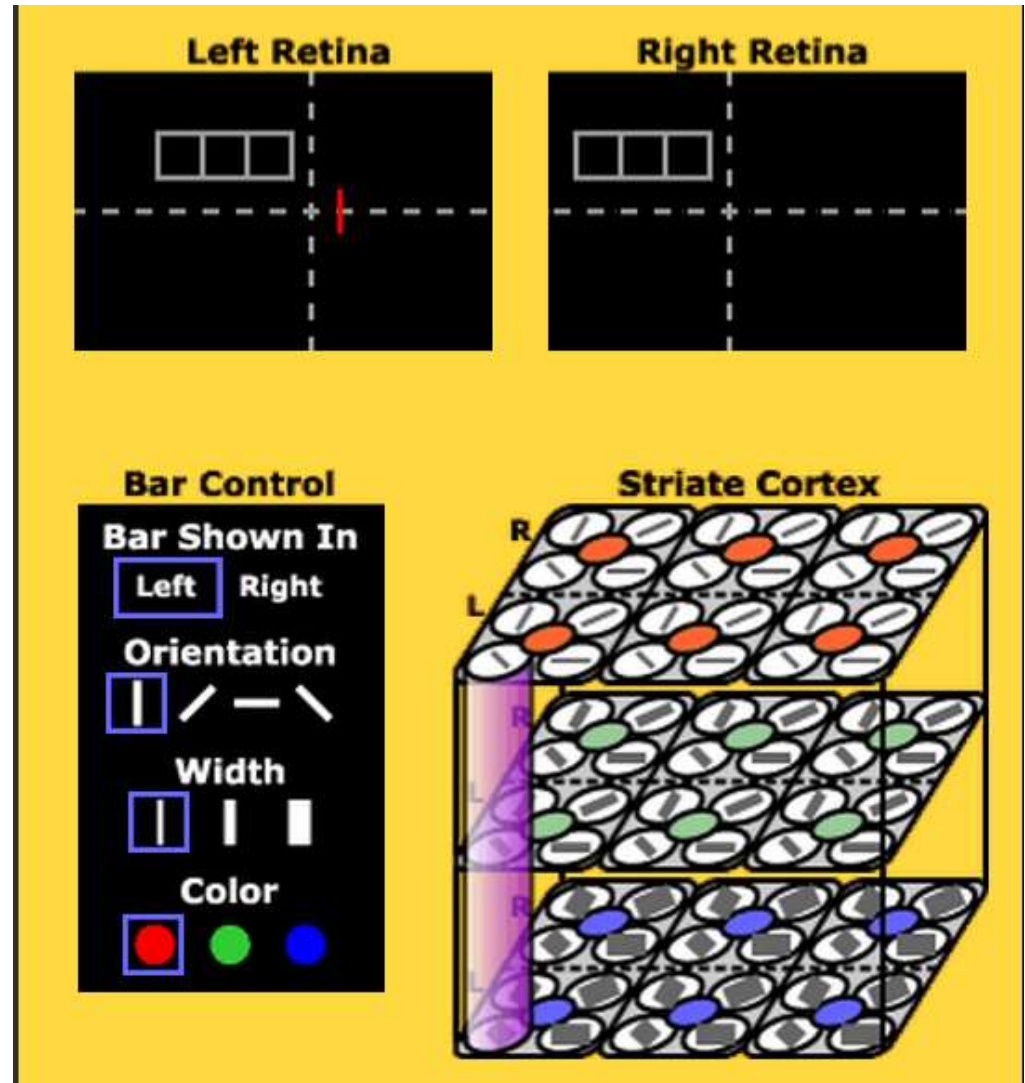 Left Retina
Right Retina
Bar Control
Bar Shown In
Left Right
Orientation
Width
Color
Striate Cortex
R
L
R
L
R
L